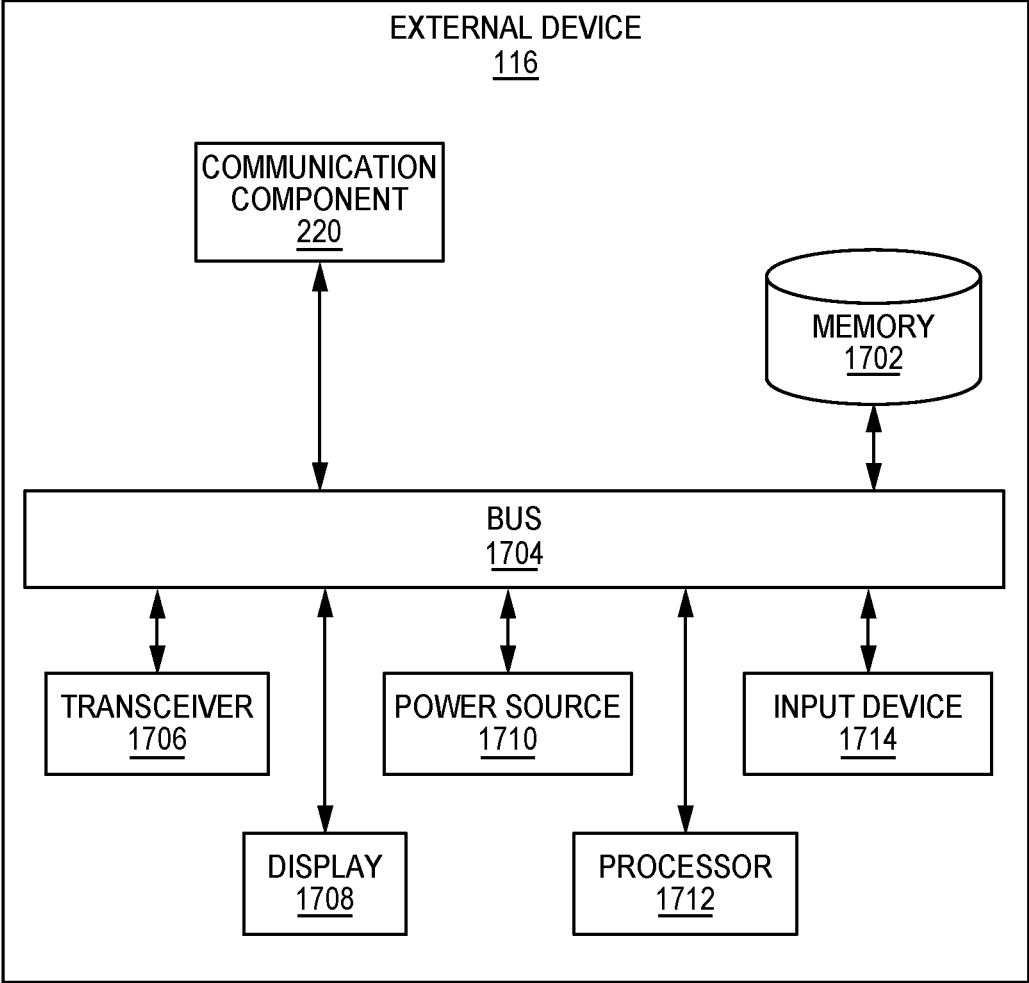 EXTERNAL DEVICE
116
COMMUNICATION
COMPONENT
220
MEMORY
1702
BUS
1704
TRANSCEIVER
1706
POWER SOURCE
1710
INPUT DEVICE
1714
DISPLAY
1708
PROCESSOR
1712